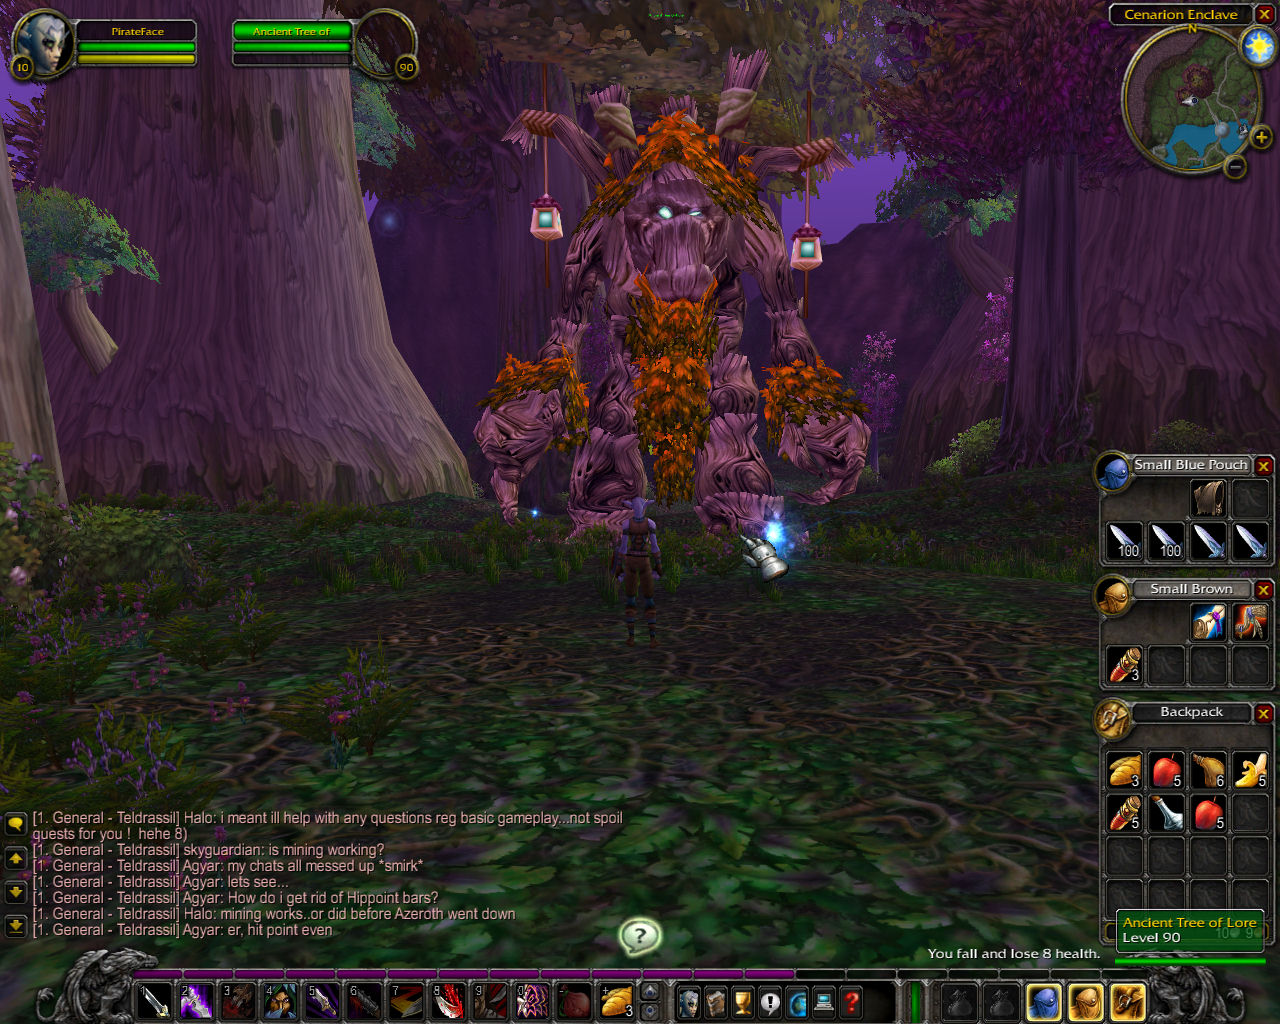 PirateFace
10
Ancient Tree of
90
Cenarion Enclave
N
Small Blue Pouch
100
100
Small Brown
3
Backpack
3
5
6
5
5
5
[1. General - Teldrassil] Halo: i meant ill help with any questions reg basic gameplay...not spoil
quests for you ! hehe 8)
[1. General - Teldrassil] skyguardian: is mining working?
[1. General - Teldrassil] Agyar: my chats all messed up *smirk*
[1. General - Teldrassil] Agyar: lets see...
[1. General - Teldrassil] Agyar: How do i get rid of Hippoint bars?
[1. General - Teldrassil] Halo: mining works..or did before Azeroth went down
[1. General - Teldrassil] Agyar: er, hit point even
Ancient Tree of Lore
Level 90
You fall and lose 8 health.
1 2 3 4 5 6 7 8 9 0 - +
3